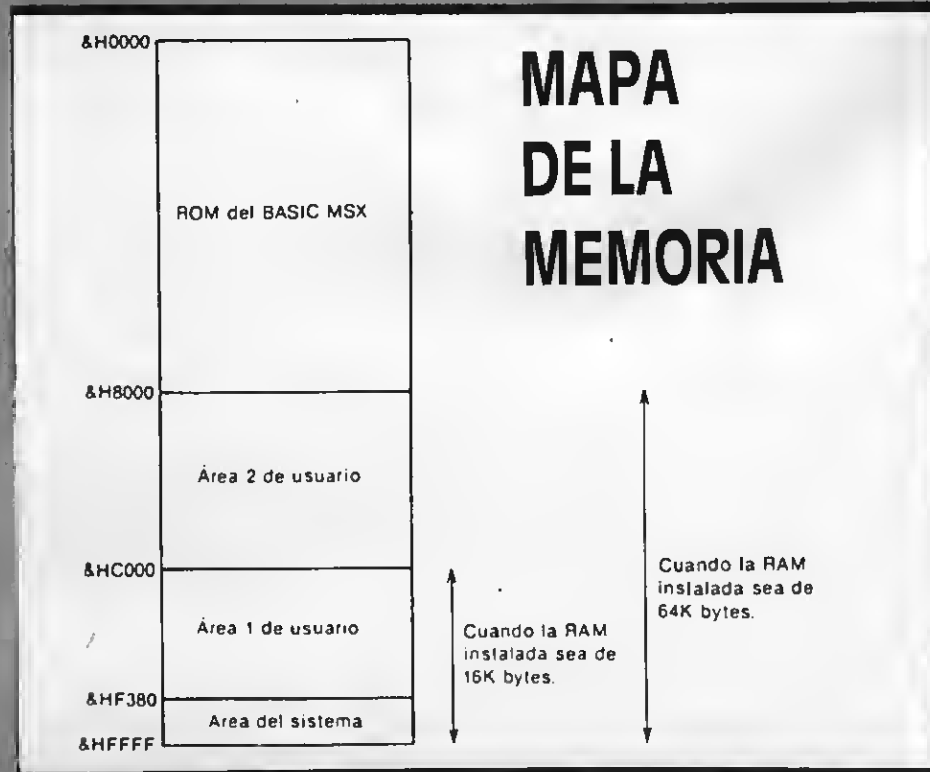 &H0000
MAPA
DE LA
MEMORIA
ROM del BASIC MSX
&H8000
Área 2 de usuario
&HC000
Área 1 de usuario
Cuando la RAM
instalada sea de
16K bytes.
Cuando la RAM
instalada sea de
64K bytes.
&HF380
Area del sistema
&HFFFF